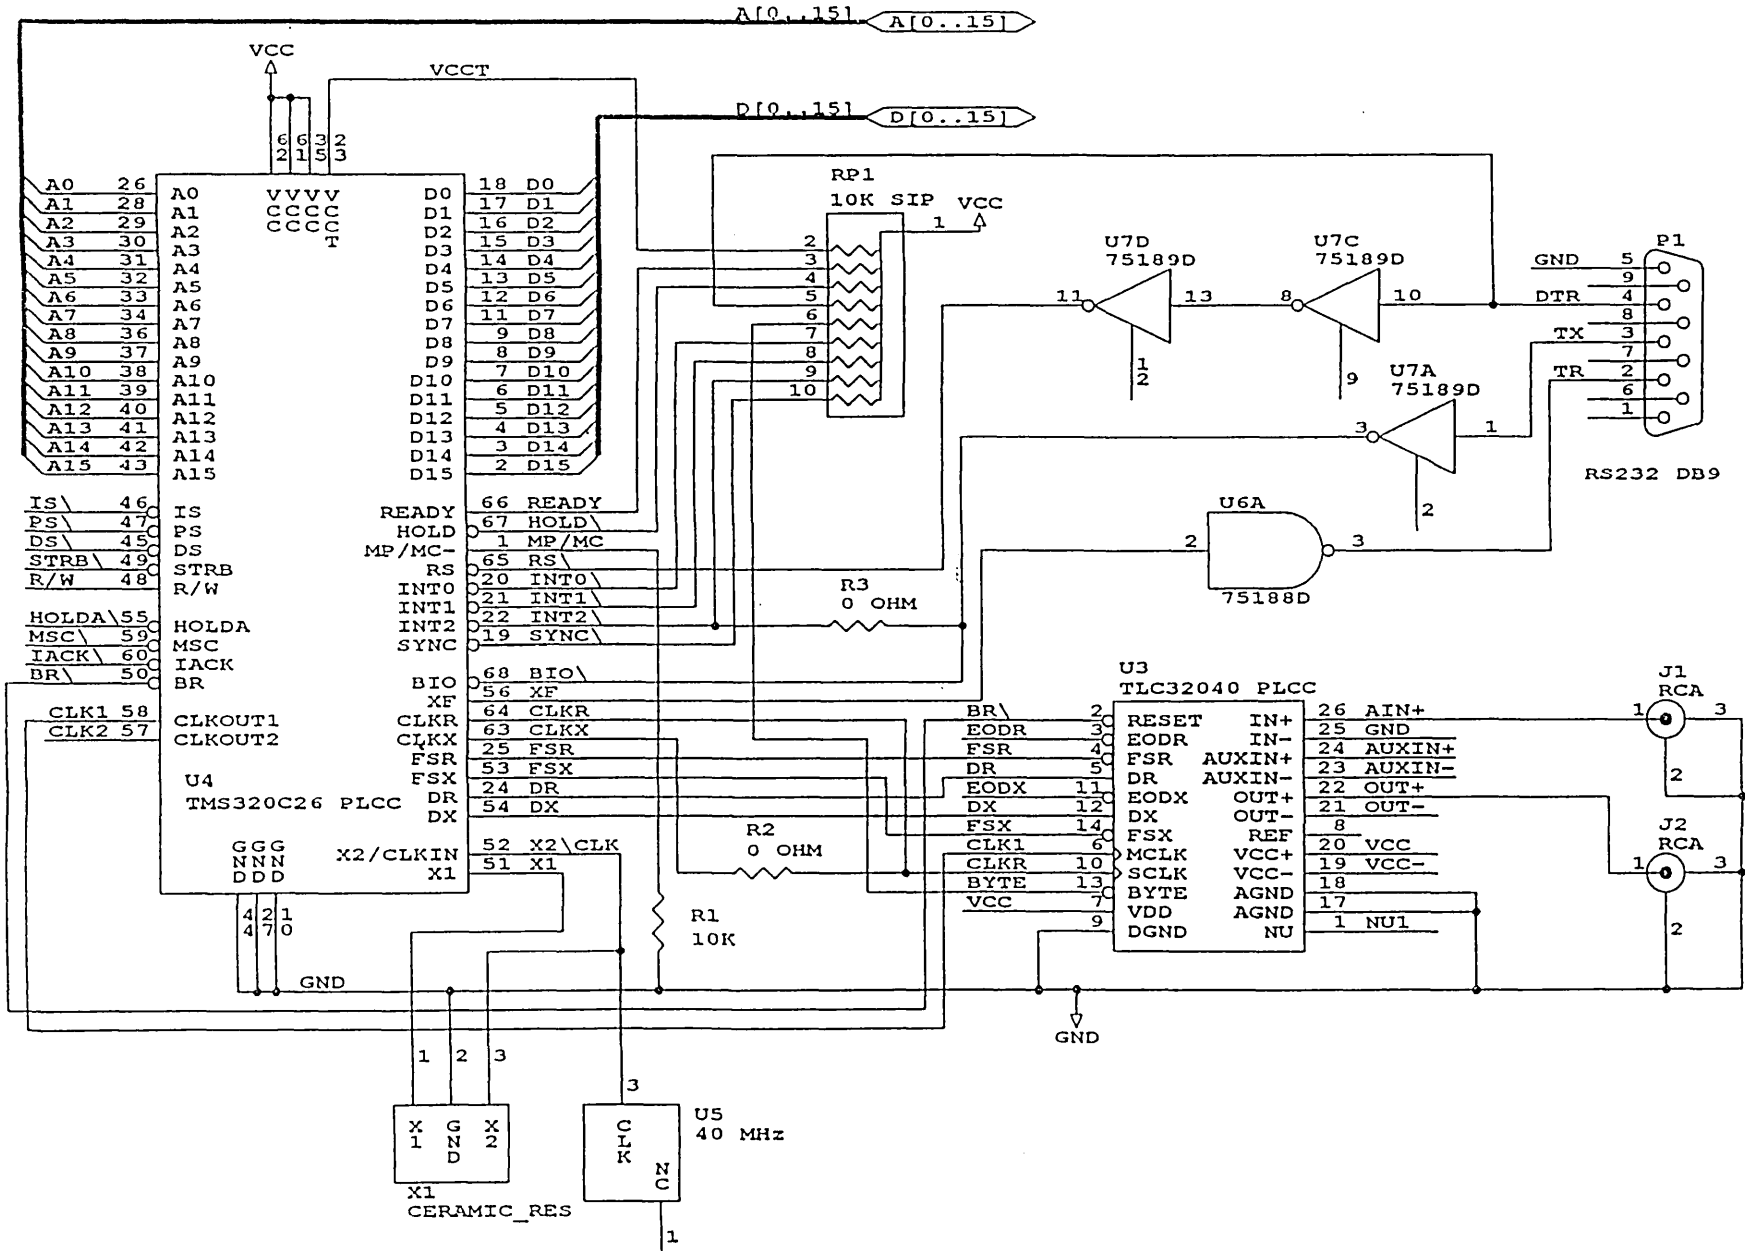 A[0..15] A[0..15]
VCC
VCCT
D[0..15] D[0..15]
62 61 35 23
VCC VCC VCC VCCT
A0 26 A0
A1 28 A1
A2 29 A2
A3 30 A3
A4 31 A4
A5 32 A5
A6 33 A6
A7 34 A7
A8 36 A8
A9 37 A9
A10 38 A10
A11 39 A11
A12 40 A12
A13 41 A13
A14 42 A14
A15 43 A15
IS\ 46 IS
PS\ 47 PS
DS\ 45 DS
STRB\ 49 STRB
R/W 48 R/W
HOLDA\ 55 HOLDA
MSC\ 59 MSC
IACK\ 60 IACK
BR\ 50 BR
CLK1 58 CLKOUT1
CLK2 57 CLKOUT2
U4
TMS320C26 PLCC
GND GND GND
44 27 10
GND
D0 18 D0
D1 17 D1
D2 16 D2
D3 15 D3
D4 14 D4
D5 13 D5
D6 12 D6
D7 11 D7
D8 9 D8
D9 8 D9
D10 7 D10
D11 6 D11
D12 5 D12
D13 4 D13
D14 3 D14
D15 2 D15
READY 66 READY
HOLD 67 HOLD\
MP/MC- 1 MP/MC
RS 65 RS\
INT0 20 INT0\
INT1 21 INT1\
INT2 22 INT2\
SYNC 19 SYNC\
BIO 68 BIO\
XF 56 XF
CLKR 64 CLKR
CLKX 63 CLKX
FSR 25 FSR
FSX 53 FSX
DR 24 DR
DX 54 DX
X2/CLKIN 52 X2\CLK
X1 51 X1
RP1
10K SIP
1 VCC
2
3
4
5
6
7
8
9
10
U7D
75189D
11 13
12
U7C
75189D
8 10
9
U7A
75189D
3 1
2
U6A
2 3
75188D
P1
GND 5
9
DTR 4
8
TX 3
7
TR 2
6
1
RS232 DB9
R3
0 OHM
R2
0 OHM
R1
10K
U3
TLC32040 PLCC
BR\ 2 RESET
EODR 3 EODR
FSR 4 FSR
DR 5 DR
EODX 11 EODX
DX 12 DX
FSX 14 FSX
CLK1 6 MCLK
CLKR 10 SCLK
BYTE 13 BYTE
VCC 7 VDD
9 DGND
IN+ 26 AIN+
IN- 25 GND
AUXIN+ 24 AUXIN+
AUXIN- 23 AUXIN-
OUT+ 22 OUT+
OUT- 21 OUT-
REF 8
VCC+ 20 VCC
VCC- 19 VCC-
AGND 18
AGND 17
NU 1 NU1
J1
RCA
1 3
2
J2
RCA
1 3
2
GND
1 2 3
X1 GND X2
X1
CERAMIC_RES
3
CLK
NC
U5
40 MHz
1